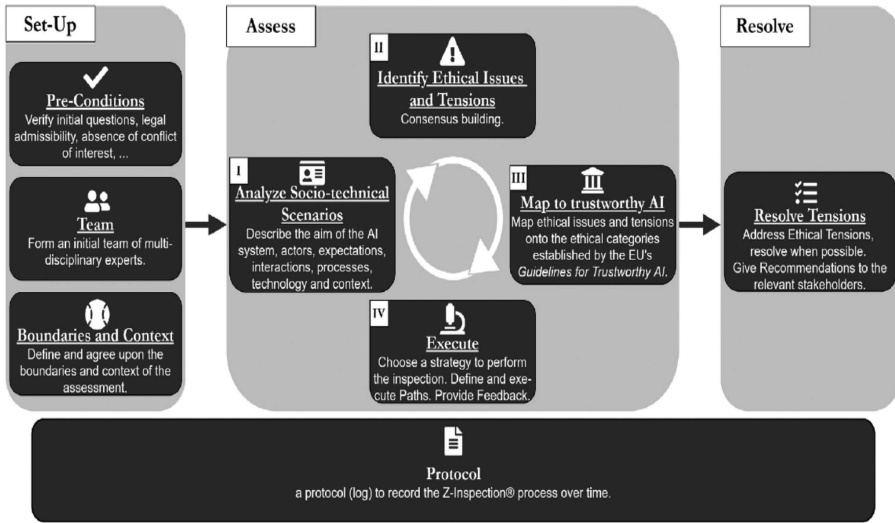 Set-Up
Pre-Conditions
Verify initial questions, legal
admissibility, absence of conflict
of interest, ...
Team
Form an initial team of multi-
disciplinary experts.
Boundaries and Context
Define and agree upon the
boundaries and context of the
assessment.
Assess
I
Analyze Socio-technical
Scenarios
Describe the aim of the AI
system, actors, expectations,
interactions, processes,
technology and context.
II
Identify Ethical Issues
and Tensions
Consensus building.
III
Map to trustworthy AI
Map ethical issues and tensions
onto the ethical categories
established by the EU's
Guidelines for Trustworthy AI.
IV
Execute
Choose a strategy to perform
the inspection. Define and exe-
cute Paths. Provide Feedback.
Resolve
Resolve Tensions
Address Ethical Tensions,
resolve when possible.
Give Recommendations to the
relevant stakeholders.
Protocol
a protocol (log) to record the Z-Inspection® process over time.